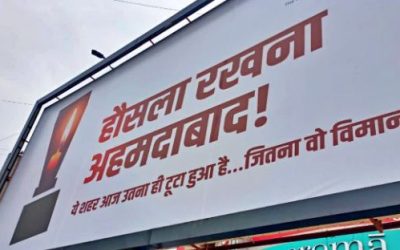 हौसला रखना
अहमदाबाद!
ये शहर आज उतना ही टूटा हुआ है...जितना वो विमान